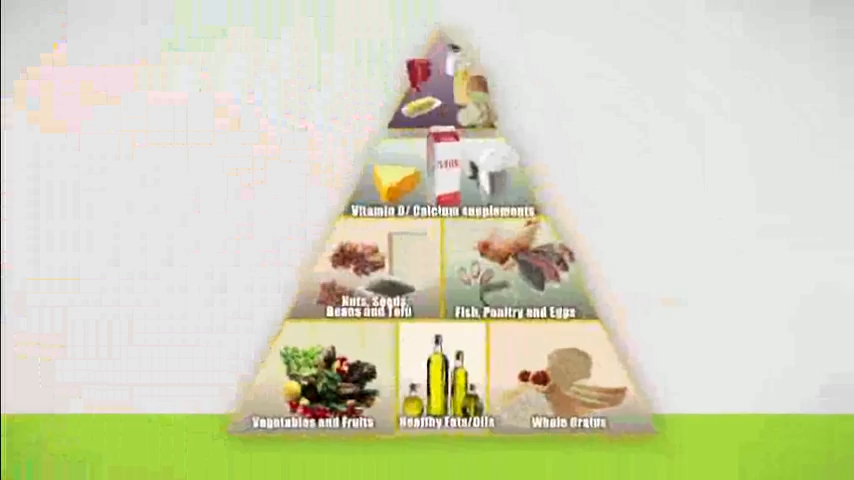 Vitamin D/ Calcium supplements
Nuts, Seeds,
Beans and Tofu
Fish, Poultry and Eggs
Vegetables and Fruits
Healthy Fats/Oils
Whole Grains